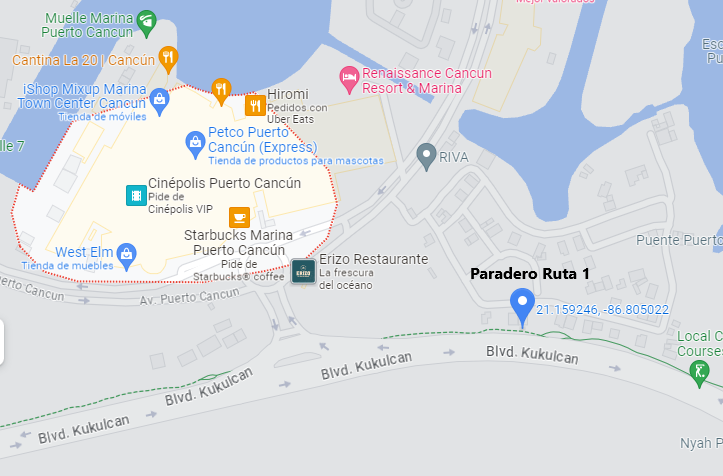 Mejor valorados
Muelle Marina
Puerto Cancun
Cantina La 20 | Cancún
iShop Mixup Marina
Town Center Cancun
Tienda de móviles
Hiromi
Pedidos con
Uber Eats
Renaissance Cancun
Resort & Marina
Petco Puerto
Cancún (Express)
Tienda de productos para mascotas
lle 7
RIVA
Cinépolis Puerto Cancún
Pide de
Cinépolis VIP
Starbucks Marina
Puerto Cancún
Pide de
Starbucks® coffee
West Elm
Tienda de muebles
Erizo Restaurante
La frescura
del océano
ERIZO
Puente Puerto
Paradero Ruta 1
21.159246, -86.805022
Puerto Cancun
Av. Puerto Cancún
Local C
Courses
Blvd. Kukulcan
Blvd. Kukulcan
Blvd. Kukulcan
Blvd. Kukulcan
Nyah P